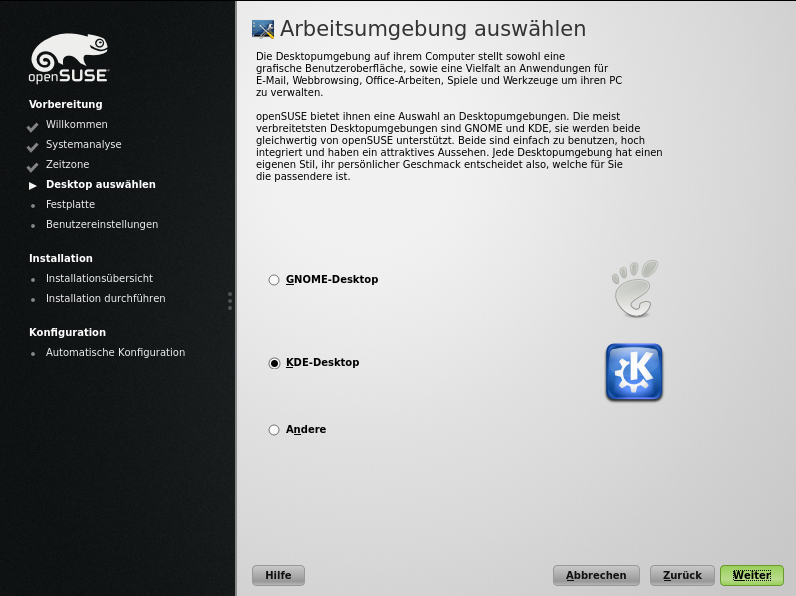 openSUSE
Vorbereitung
Willkommen
Systemanalyse
Zeitzone
Desktop auswählen
Festplatte
Benutzereinstellungen
Installation
Installationsübersicht
Installation durchführen
Konfiguration
Automatische Konfiguration
Arbeitsumgebung auswählen
Die Desktopumgebung auf ihrem Computer stellt sowohl eine
grafische Benutzeroberfläche, sowie eine Vielfalt an Anwendungen für
E-Mail, Webbrowsing, Office-Arbeiten, Spiele und Werkzeuge um ihren PC
zu verwalten.
openSUSE bietet ihnen eine Auswahl an Desktopumgebungen. Die meist
verbreitetsten Desktopumgebungen sind GNOME und KDE, sie werden beide
gleichwertig von openSUSE unterstützt. Beide sind einfach zu benutzen, hoch
integriert und haben ein attraktives Aussehen. Jede Desktopumgebung hat einen
eigenen Stil, ihr persönlicher Geschmack entscheidet also, welche für Sie
die passendere ist.
GNOME-Desktop
KDE-Desktop
Andere
Hilfe
Abbrechen
Zurück
Weiter